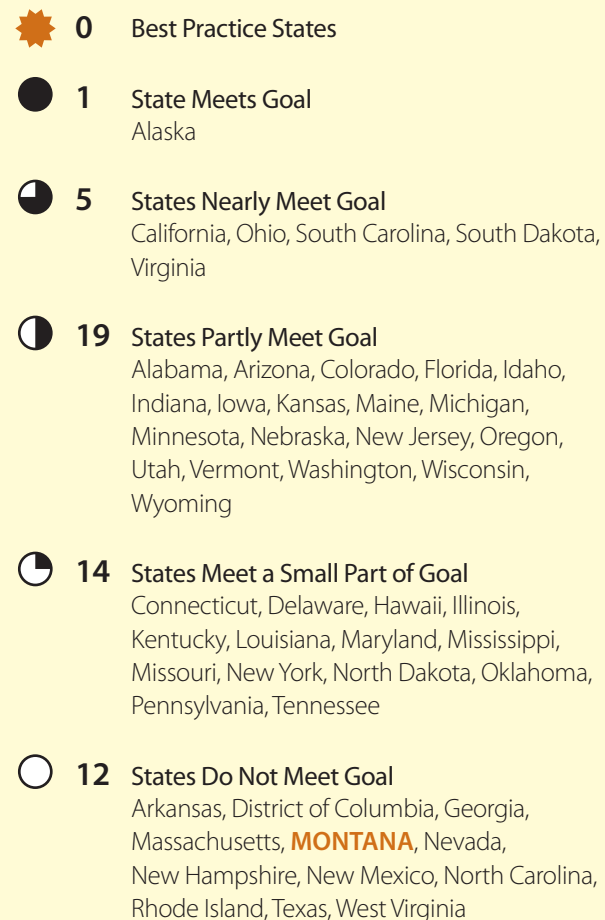 0 Best Practice States
1 State Meets Goal
Alaska
5 States Nearly Meet Goal
California, Ohio, South Carolina, South Dakota,
Virginia
19 States Partly Meet Goal
Alabama, Arizona, Colorado, Florida, Idaho,
Indiana, Iowa, Kansas, Maine, Michigan,
Minnesota, Nebraska, New Jersey, Oregon,
Utah, Vermont, Washington, Wisconsin,
Wyoming
14 States Meet a Small Part of Goal
Connecticut, Delaware, Hawaii, Illinois,
Kentucky, Louisiana, Maryland, Mississippi,
Missouri, New York, North Dakota, Oklahoma,
Pennsylvania, Tennessee
12 States Do Not Meet Goal
Arkansas, District of Columbia, Georgia,
Massachusetts, MONTANA, Nevada,
New Hampshire, New Mexico, North Carolina,
Rhode Island, Texas, West Virginia